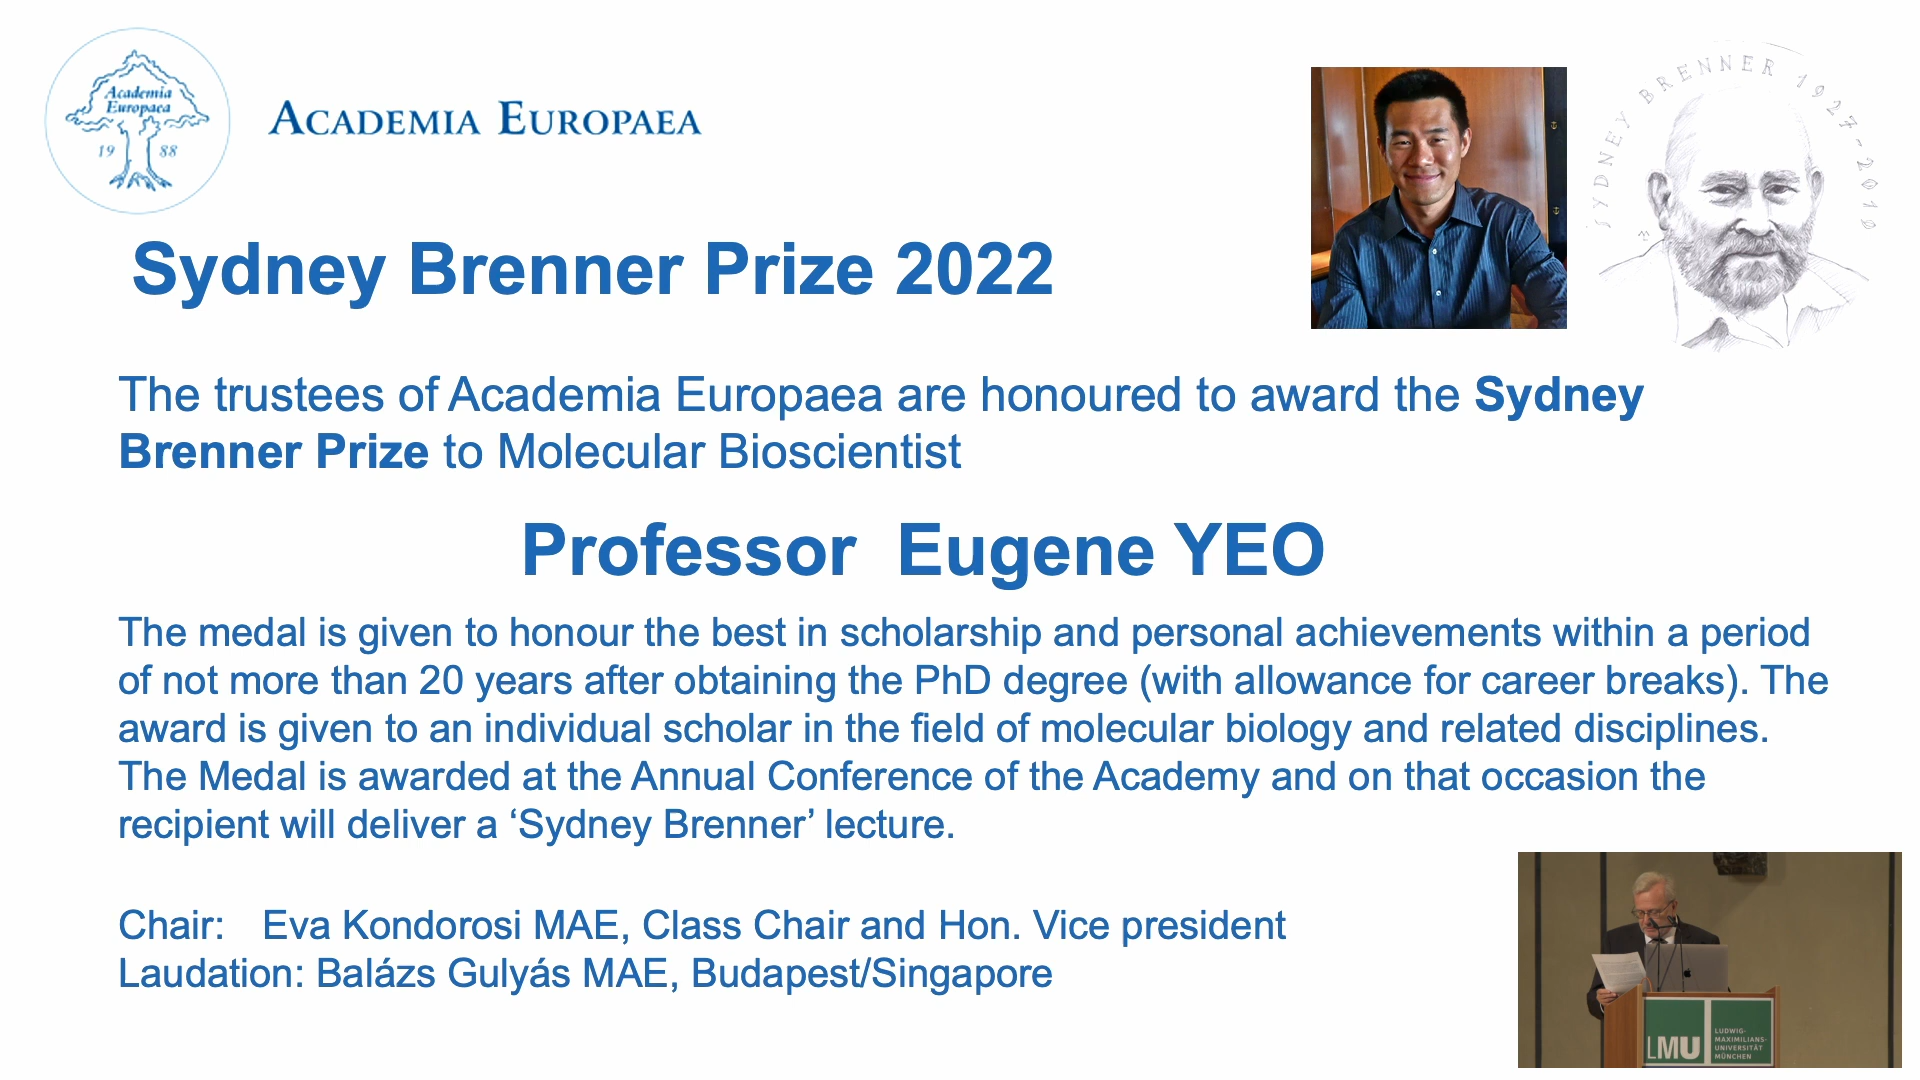 Academia
Europaea
19 88
ACADEMIA EUROPAEA
SYDNEY BRENNER 1927-2019
Sydney Brenner Prize 2022
The trustees of Academia Europaea are honoured to award the Sydney
Brenner Prize to Molecular Bioscientist
Professor Eugene YEO
The medal is given to honour the best in scholarship and personal achievements within a period
of not more than 20 years after obtaining the PhD degree (with allowance for career breaks). The
award is given to an individual scholar in the field of molecular biology and related disciplines.
The Medal is awarded at the Annual Conference of the Academy and on that occasion the
recipient will deliver a ‘Sydney Brenner’ lecture.
Chair: Eva Kondorosi MAE, Class Chair and Hon. Vice president
Laudation: Balázs Gulyás MAE, Budapest/Singapore
LMU
LUDWIG-
MAXIMILIANS-
UNIVERSITÄT
MÜNCHEN